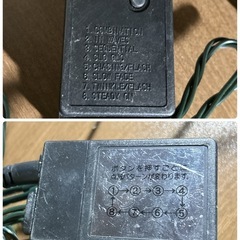 1. COMBINATION
2. IN WAVES
3. SEQUENTIAL
4. SLO GLO
5. CHASING/FLASH
6. SLOW FADE
7. TWINKLE/FLASH
8. STEADY ON
ボタンを押すごとに
点灯パターンが変わります。
①→②→③→④
⑧←⑦←⑥←⑤